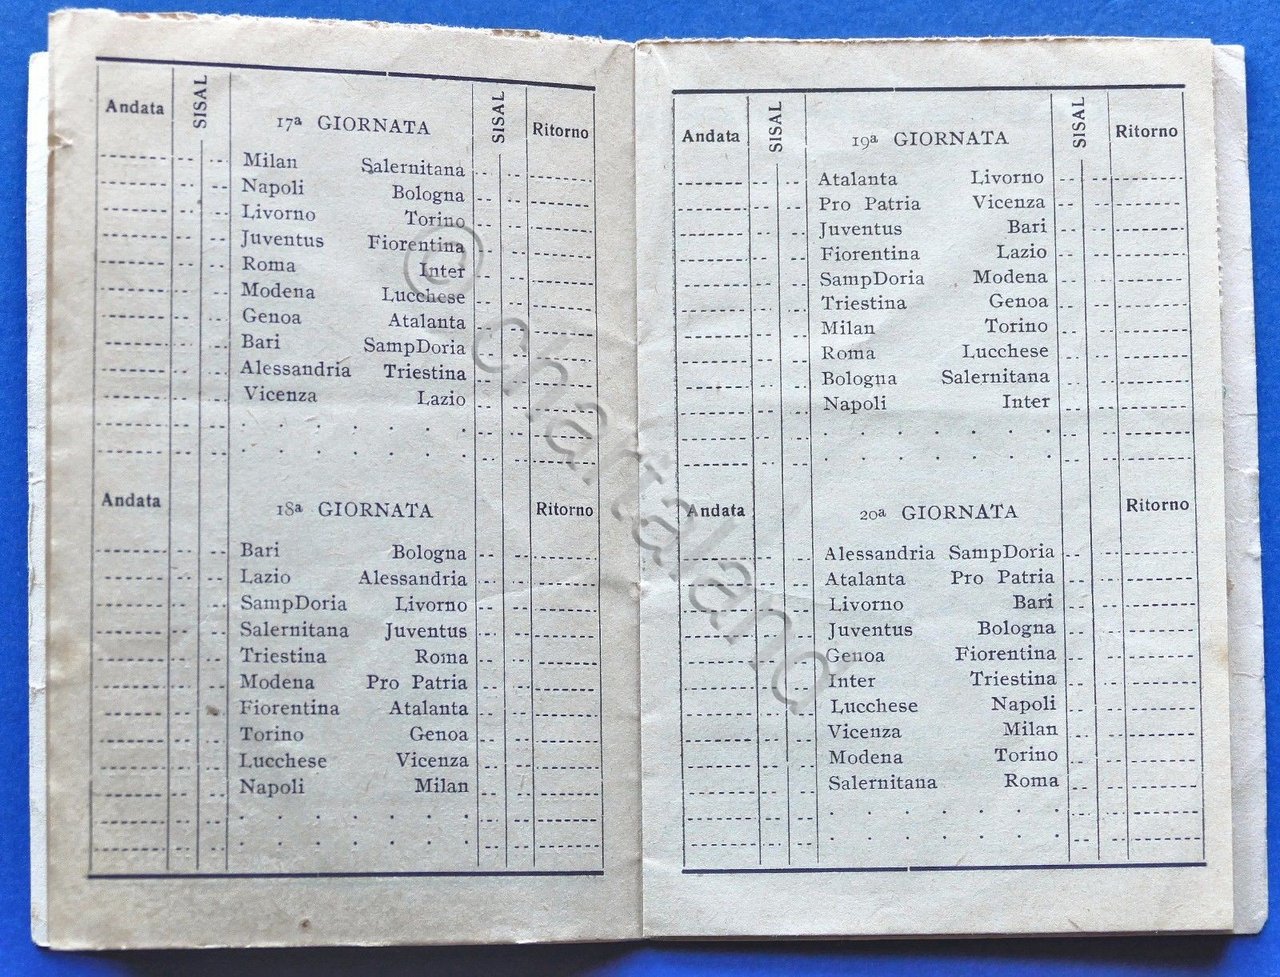 Andata SISAL 17ª GIORNATA SISAL Ritorno
Milan Salernitana
Napoli Bologna
Livorno Torino
Juventus Fiorentina
Roma Inter
Modena Lucchese
Genoa Atalanta
Bari SampDoria
Alessandria Triestina
Vicenza Lazio
Andata 18ª GIORNATA Ritorno
Bari Bologna
Lazio Alessandria
SampDoria Livorno
Salernitana Juventus
Triestina Roma
Modena Pro Patria
Fiorentina Atalanta
Torino Genoa
Lucchese Vicenza
Napoli Milan
Andata SISAL 19ª GIORNATA SISAL Ritorno
Atalanta Livorno
Pro Patria Vicenza
Juventus Bari
Fiorentina Lazio
SampDoria Modena
Triestina Genoa
Milan Torino
Roma Lucchese
Bologna Salernitana
Napoli Inter
Andata 20ª GIORNATA Ritorno
Alessandria SampDoria
Atalanta Pro Patria
Livorno Bari
Juventus Bologna
Genoa Fiorentina
Inter Triestina
Lucchese Napoli
Vicenza Milan
Modena Torino
Salernitana Roma
© chartaland